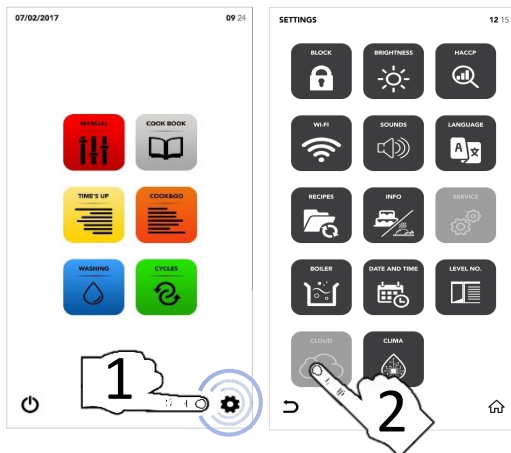 07/02/2017 09 24
MANUAL COOK BOOK
TIME'S UP COOK&GO
WASHING CYCLES
1
SETTINGS 12 15
BLOCK BRIGHTNESS HACCP
WI-FI SOUNDS LANGUAGE
A
RECIPES INFO SERVICE
BOILER DATE AND TIME LEVEL NO.
CLOUD CLIMA
2